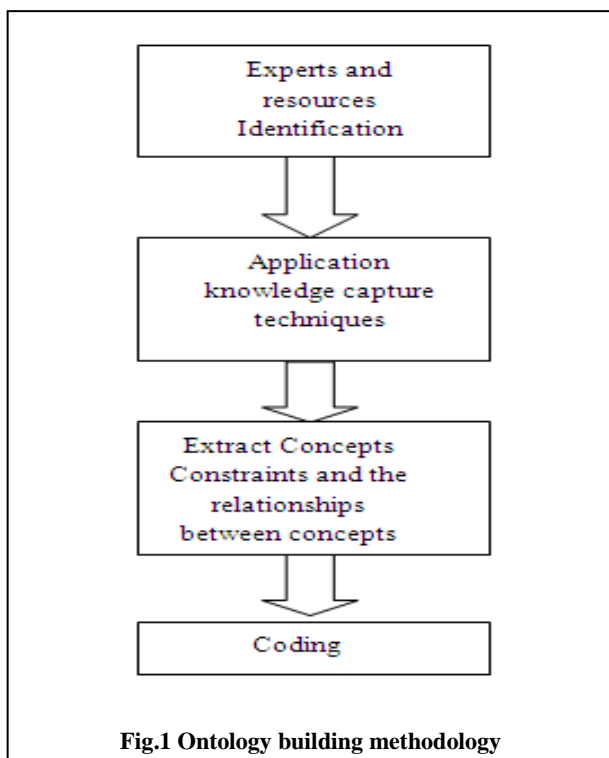 Experts and
resources
Identification
Application
knowledge capture
techniques
Extract Concepts
Constraints and the
relationships
between concepts
Coding
Fig.1 Ontology building methodology